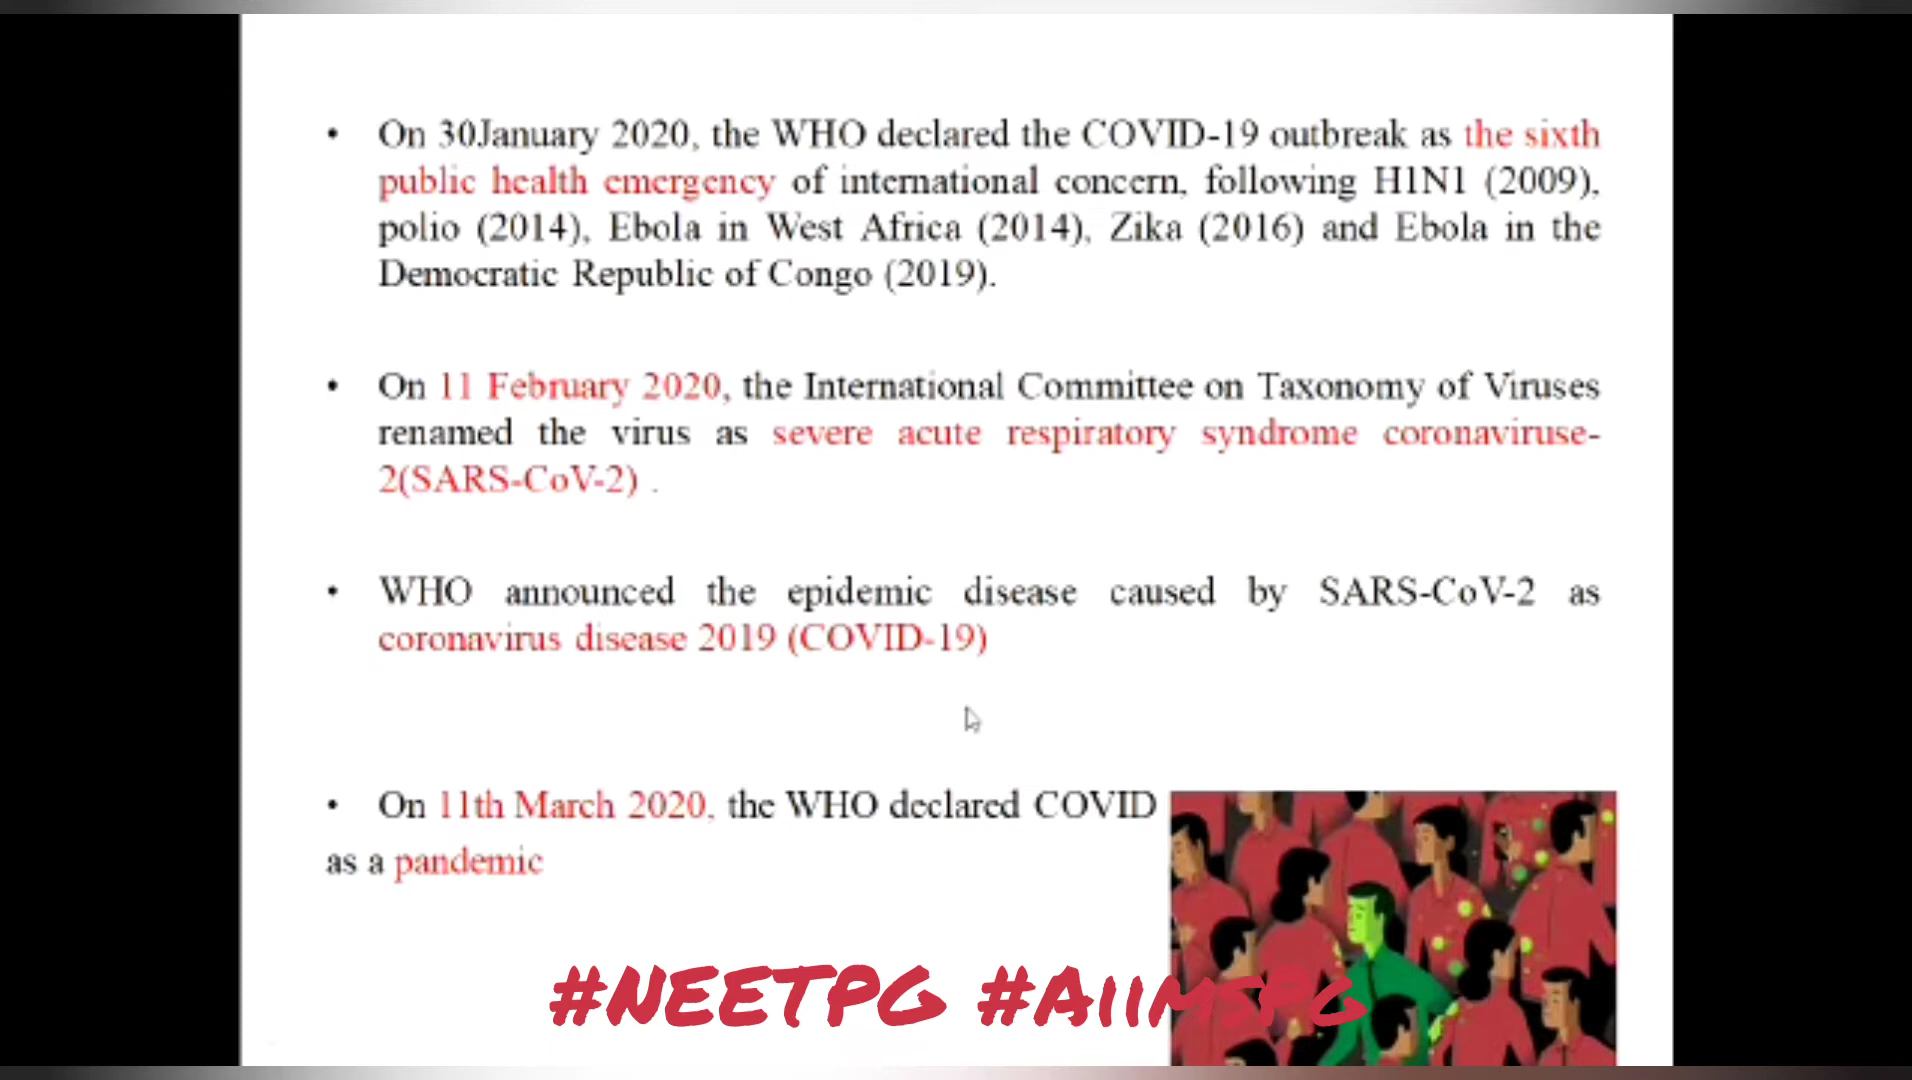 • On 30January 2020, the WHO declared the COVID-19 outbreak as the sixth
public health emergency of international concern, following H1N1 (2009),
polio (2014), Ebola in West Africa (2014), Zika (2016) and Ebola in the
Democratic Republic of Congo (2019).
• On 11 February 2020, the International Committee on Taxonomy of Viruses
renamed the virus as severe acute respiratory syndrome coronaviruse-
2(SARS-CoV-2) .
• WHO announced the epidemic disease caused by SARS-CoV-2 as
coronavirus disease 2019 (COVID-19)
• On 11th March 2020, the WHO declared COVID
as a pandemic
#NEETPG #AIIMSPG